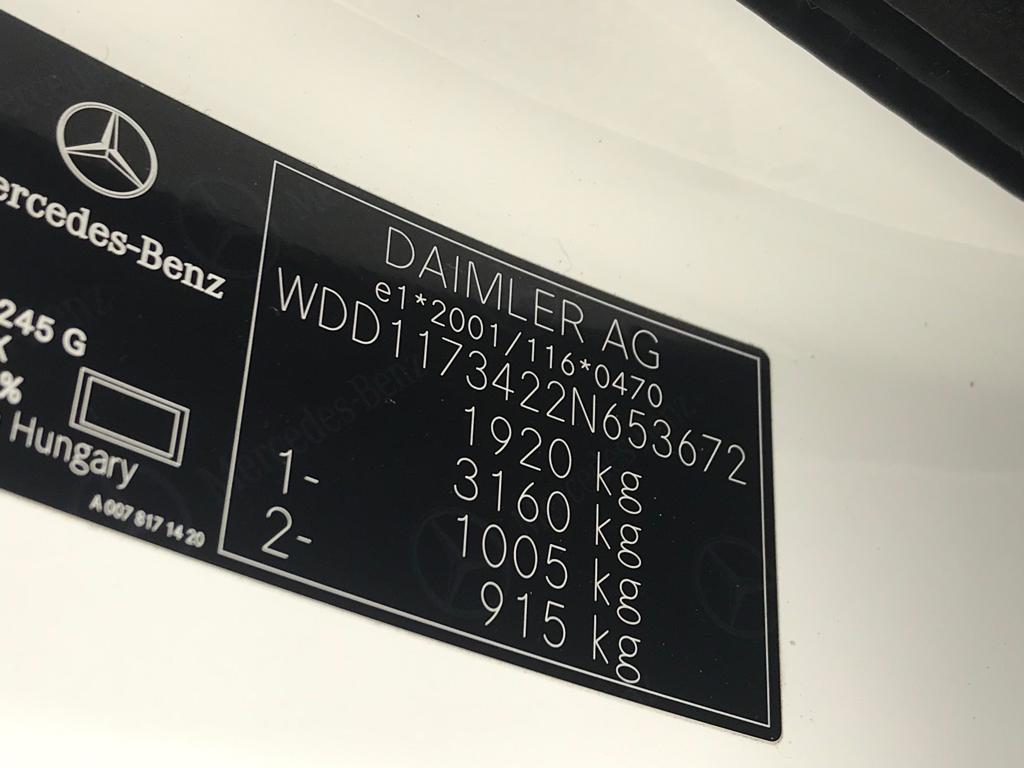 Mercedes-Benz
245 G
K
%
Hungary
A 007 817 14 20
DAIMLER AG
e1*2001/116*0470
WDD1173422N653672
1920 kg
1- 3160 kg
2- 1005 kg
915 kg